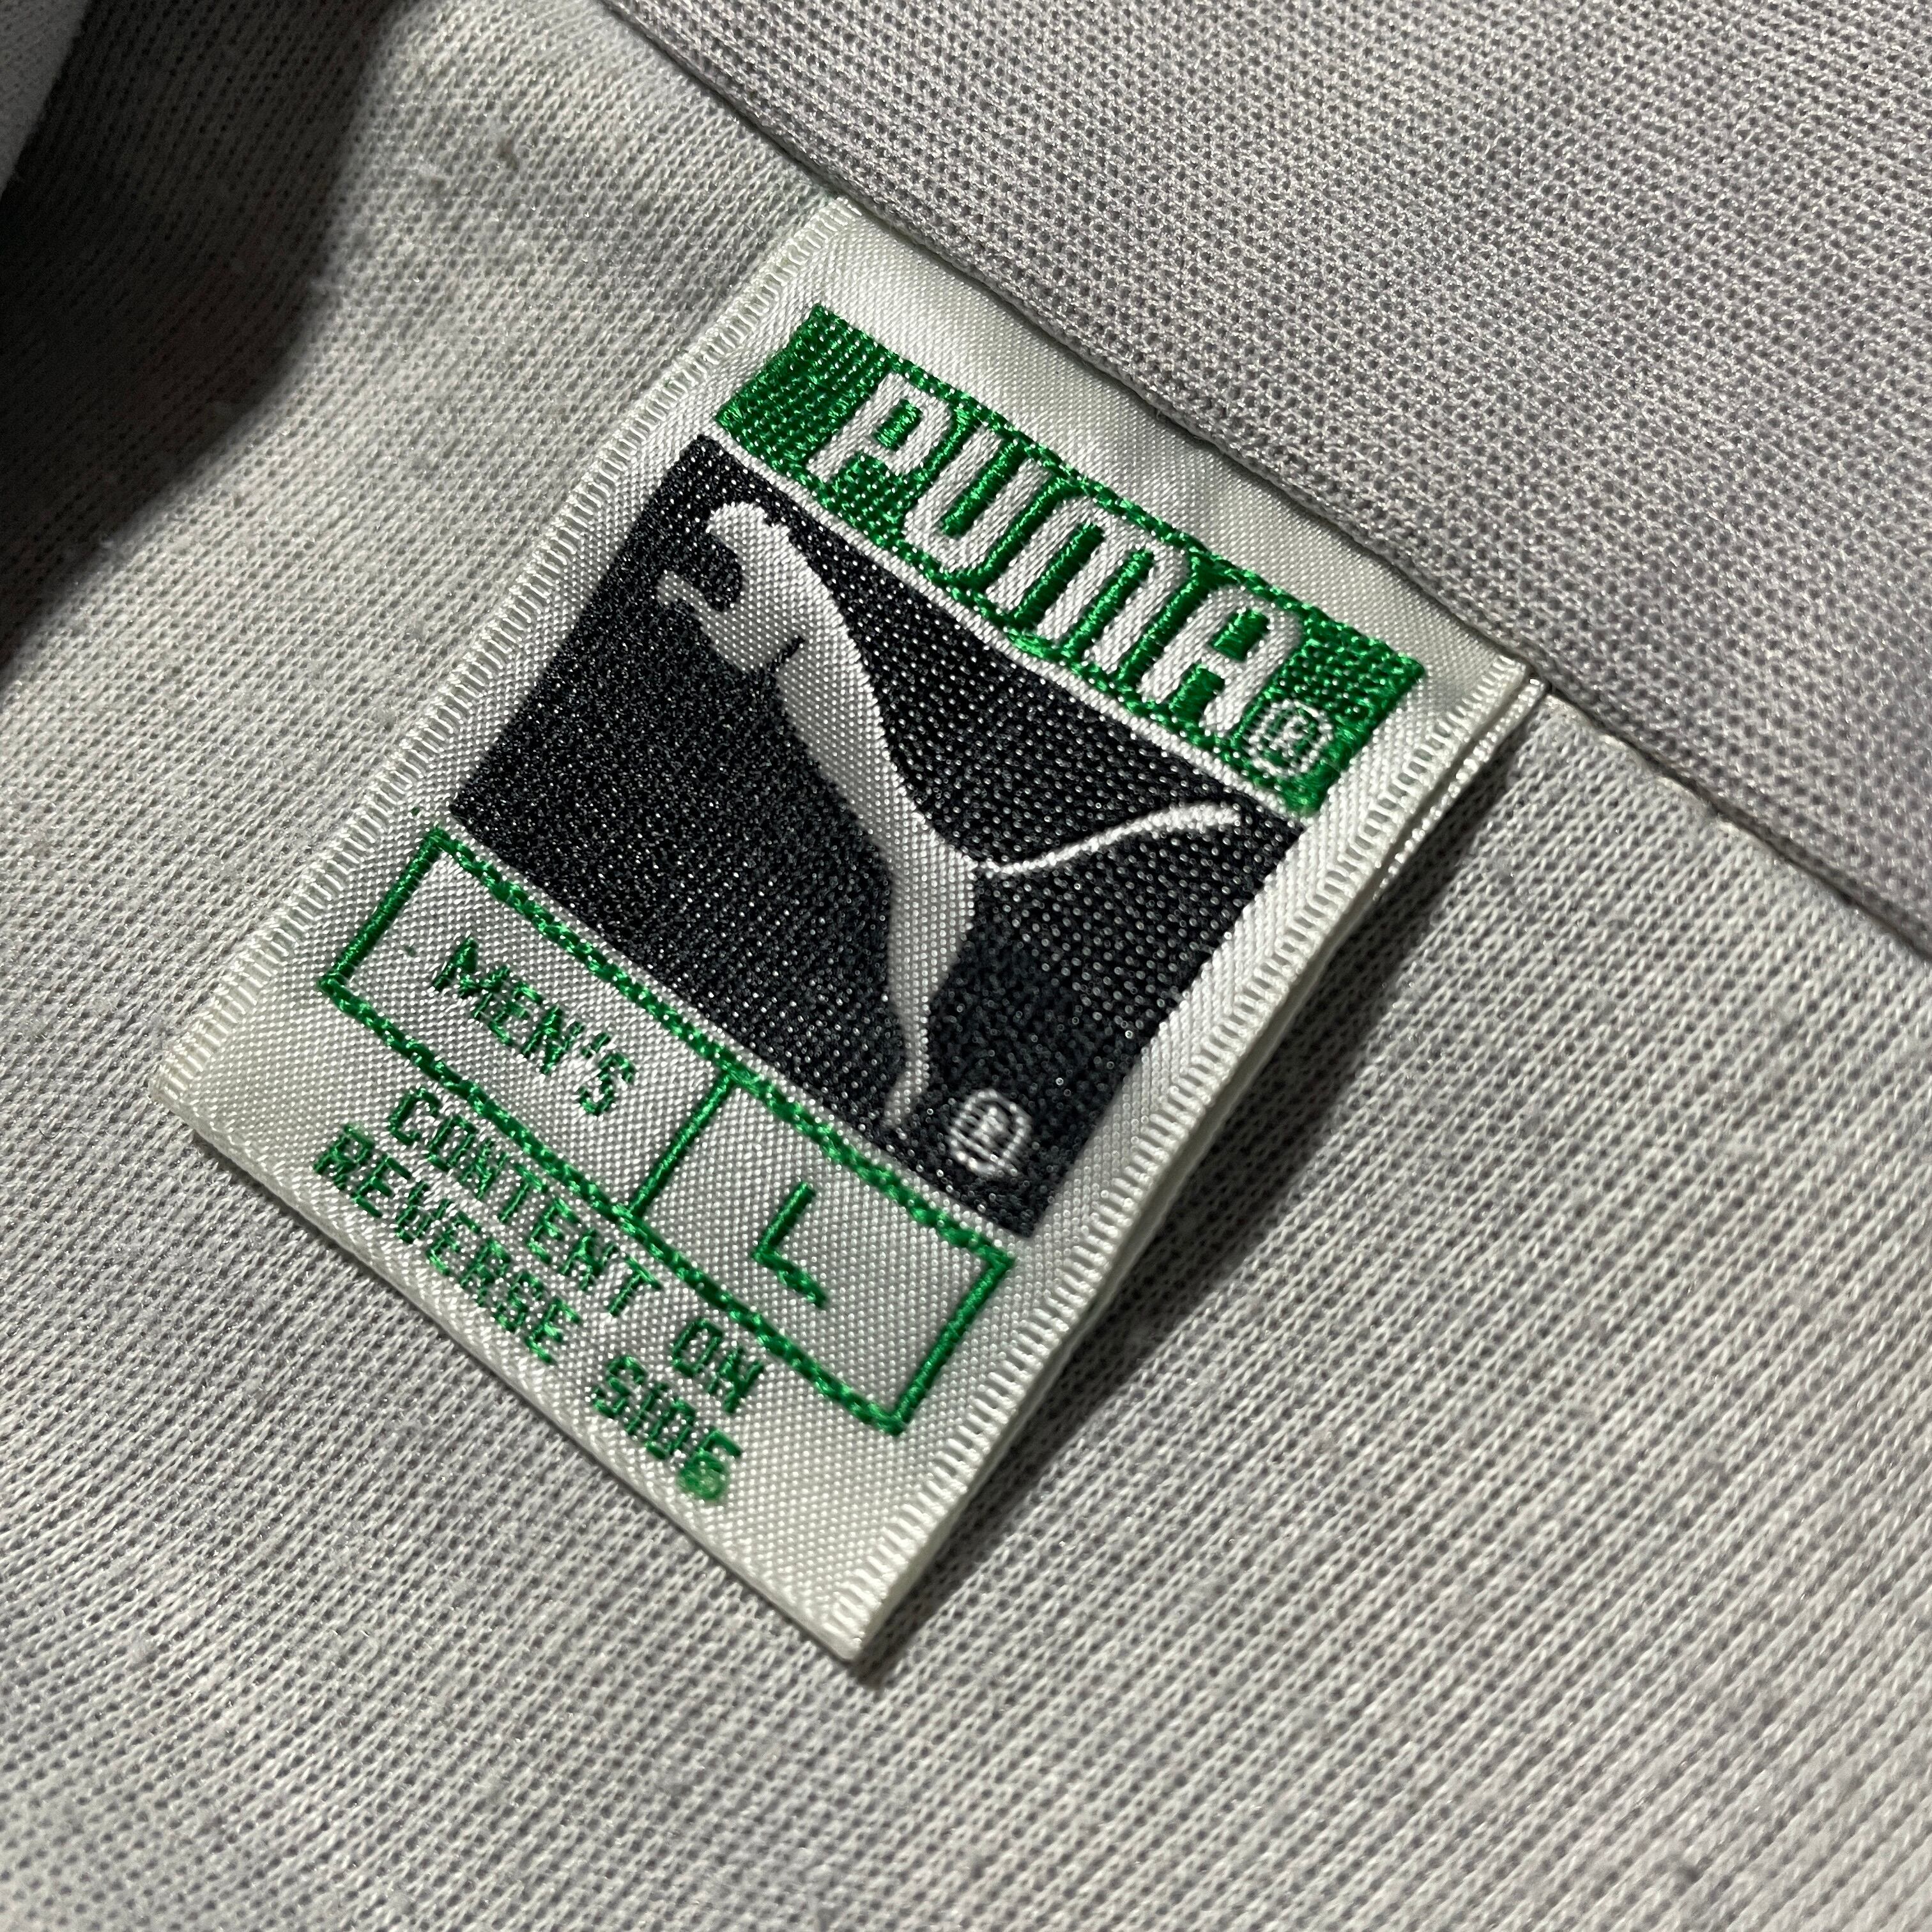 PUMA®
®
MEN'S L
CONTENT ON
REVERSE SIDE